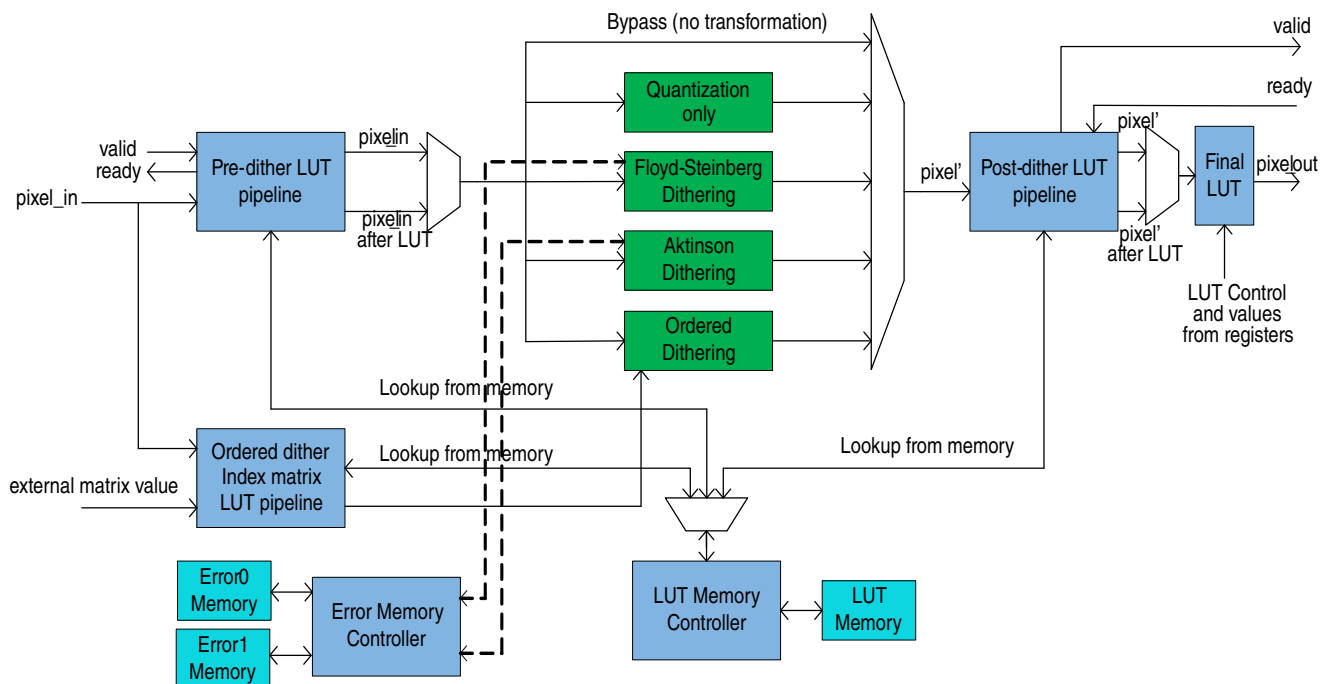 Bypass (no transformation)
valid
ready
Quantization
only
valid
ready
pixel_in
Pre-dither LUT
pipeline
pixel_in
pixel_in
after LUT
Floyd-Steinberg
Dithering
Aktinson
Dithering
Ordered
Dithering
pixel'
Post-dither LUT
pipeline
pixel'
pixel'
after LUT
Final
LUT
pixelout
LUT Control
and values
from registers
Lookup from memory
Lookup from memory
Lookup from memory
Ordered dither
Index matrix
LUT pipeline
external matrix value
Error0
Memory
Error1
Memory
Error Memory
Controller
LUT Memory
Controller
LUT
Memory